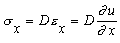 σ_x = Dε_x = D ∂u/∂x